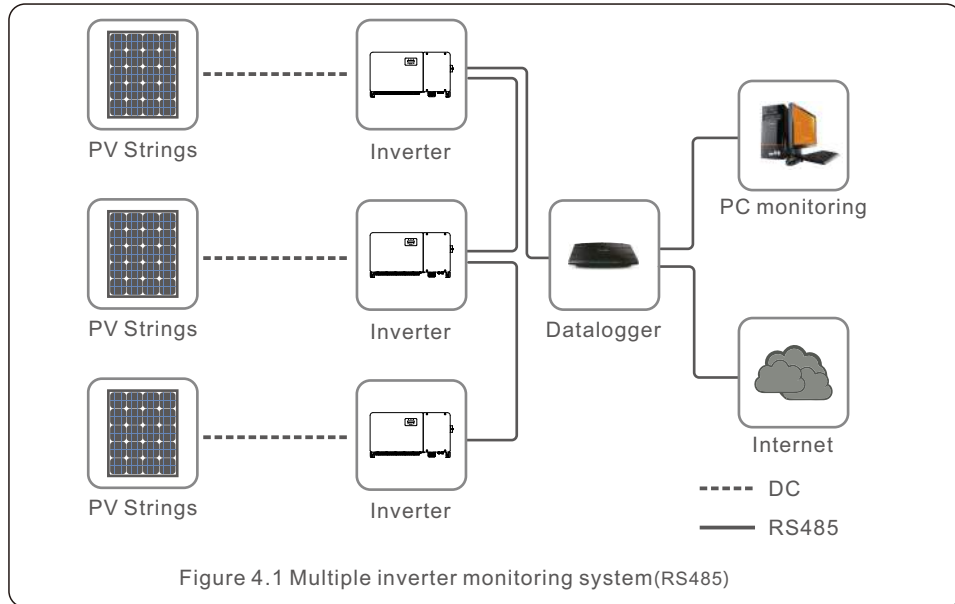 PV Strings
Inverter
PC monitoring
PV Strings
Inverter
Datalogger
Internet
PV Strings
Inverter
DC
RS485
Figure 4.1 Multiple inverter monitoring system(RS485)